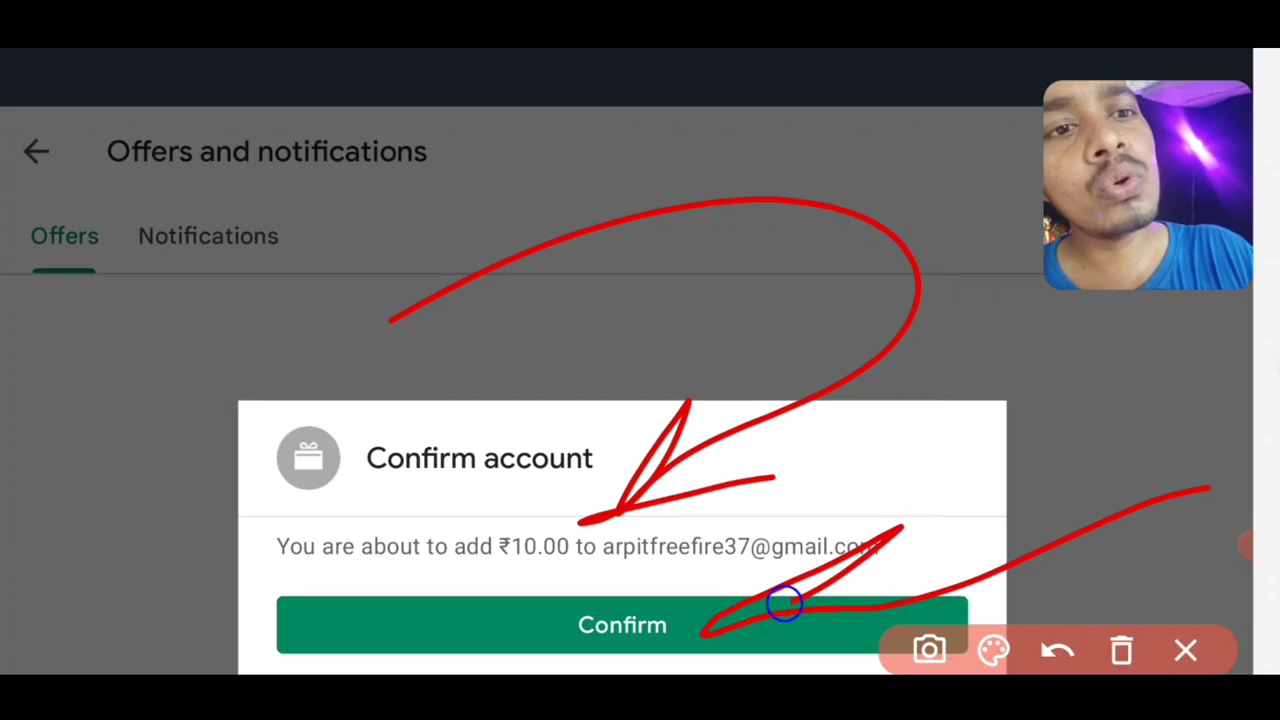 Offers and notifications
Offers Notifications
Confirm account
You are about to add ₹10.00 to arpitfreefire37@gmail.com
Confirm